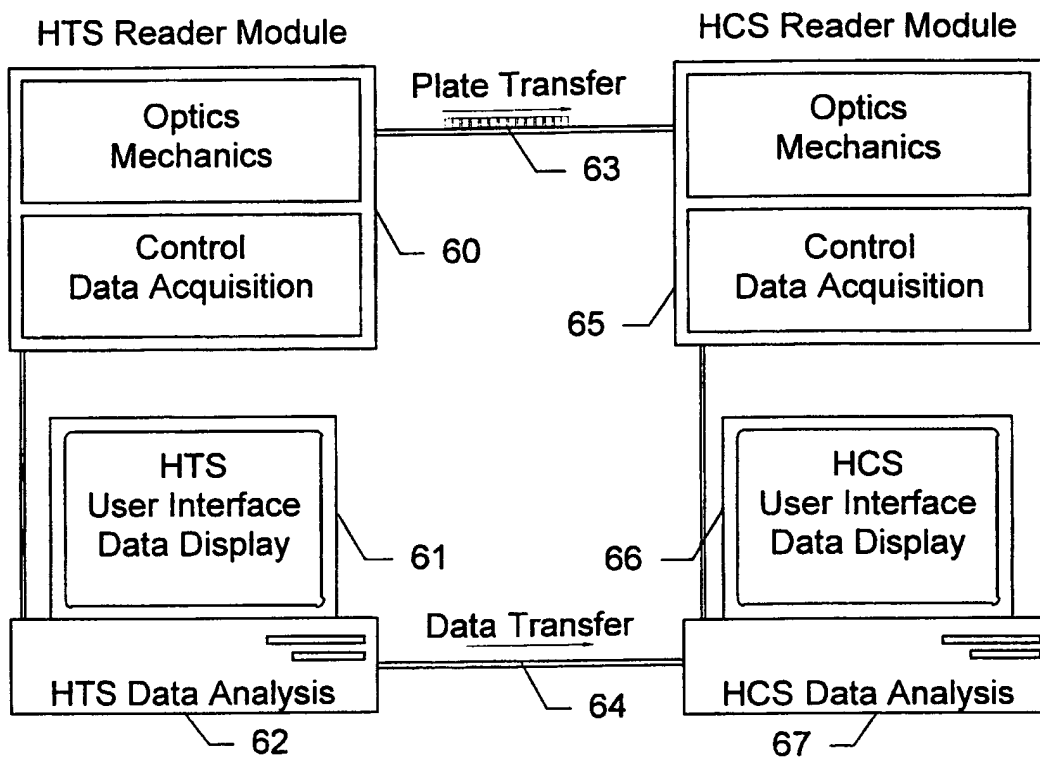 HTS Reader Module
HCS Reader Module
Plate Transfer
Optics
Mechanics
63
Optics
Mechanics
Control
Data Acquisition
60
Control
Data Acquisition
65
HTS
User Interface
Data Display
61
HCS
User Interface
Data Display
66
Data Transfer
HTS Data Analysis
64
HCS Data Analysis
62
67